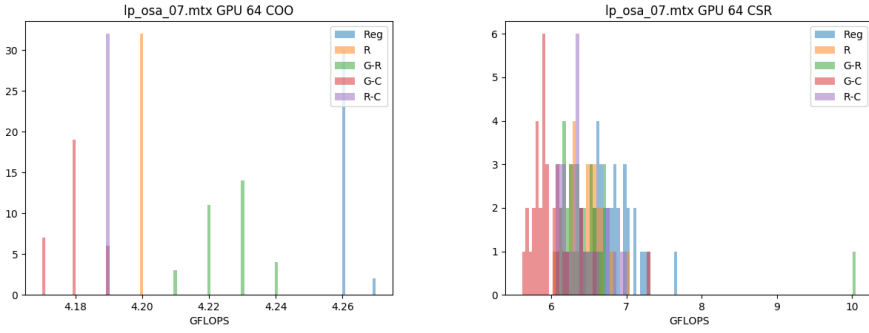 lp_osa_07.mtx GPU 64 COO
30
25
20
15
10
5
0
4.18
4.20
4.22
4.24
4.26
GFLOPS
Reg
R
G-R
G-C
R-C
lp_osa_07.mtx GPU 64 CSR
6
5
4
3
2
1
0
6
7
8
9
10
GFLOPS
Reg
R
G-R
G-C
R-C